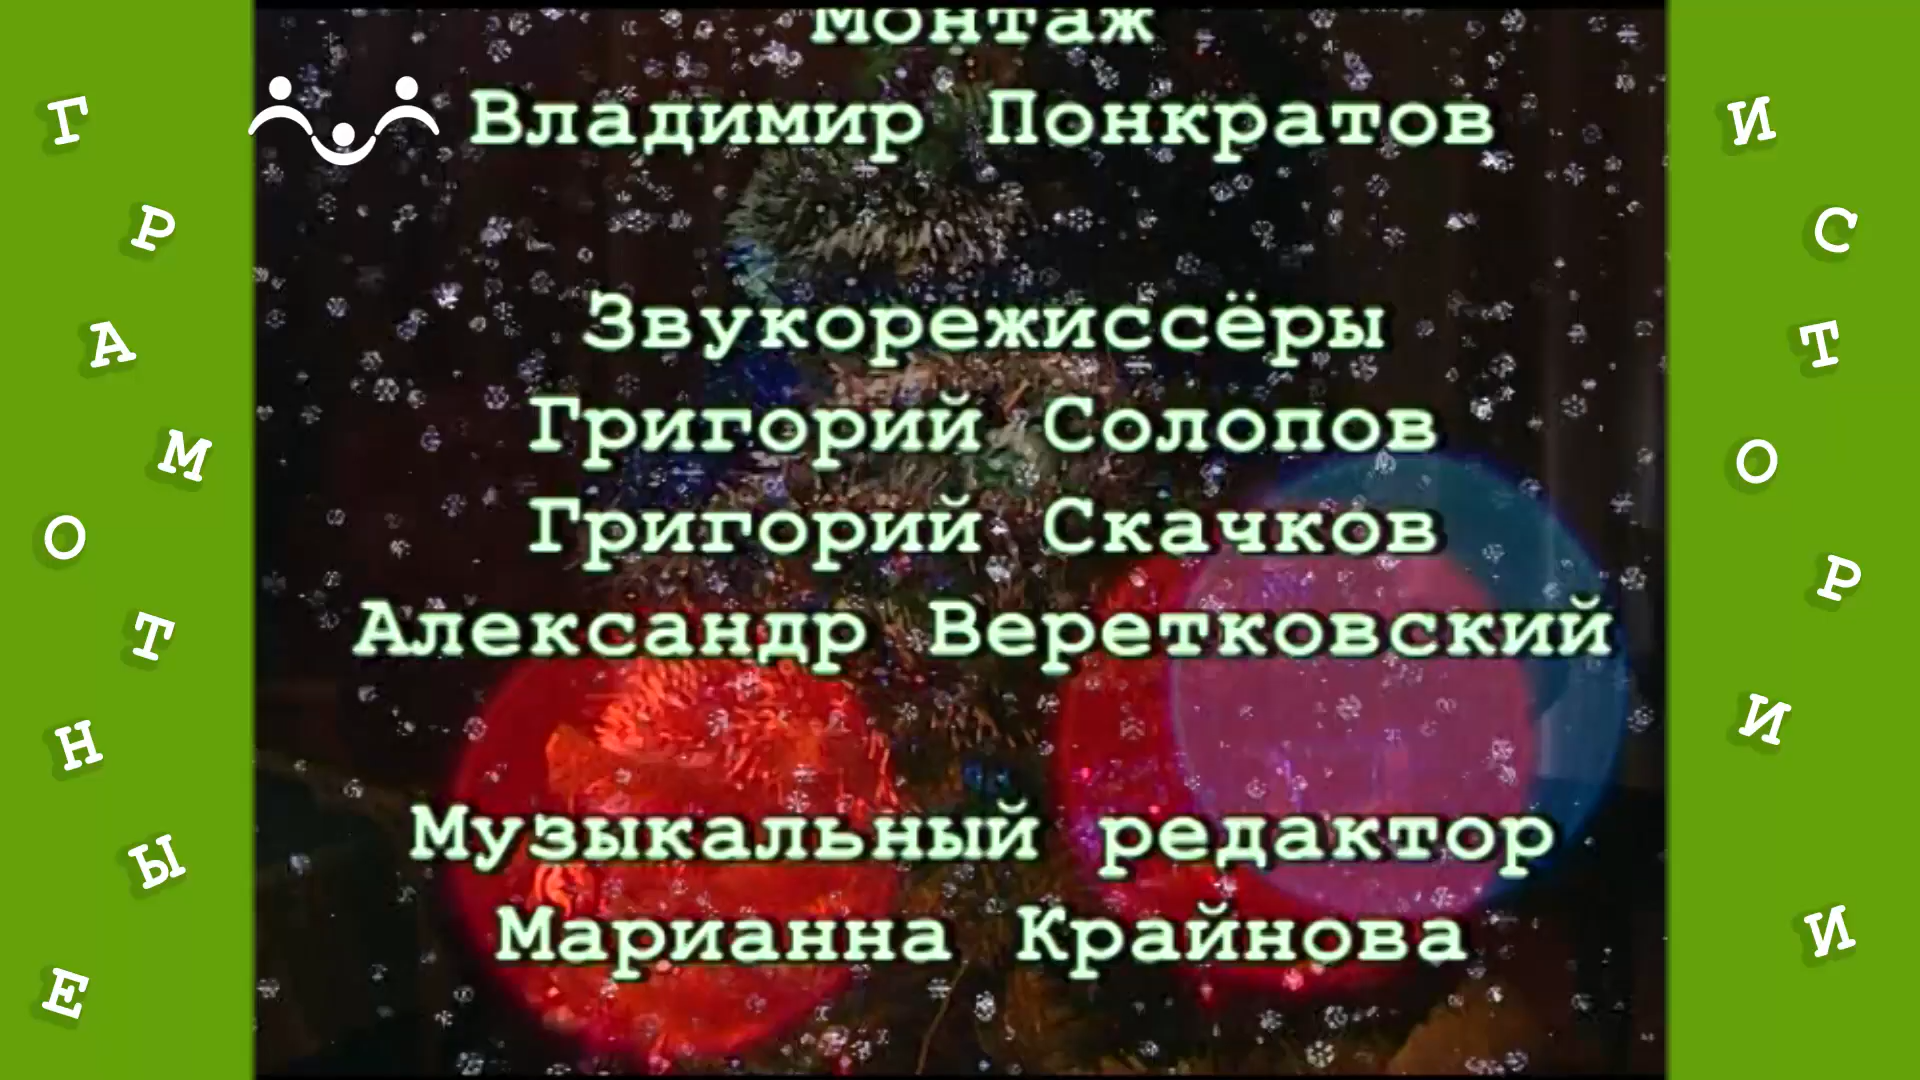 Монтаж
Владимир Понкратов
Звукорежиссёры
Григорий Солопов
Григорий Скачков
Александр Веретковский
Музыкальный редактор
Марианна Крайнова
ГРАМОТНЫЕ
ИСТОРИИ